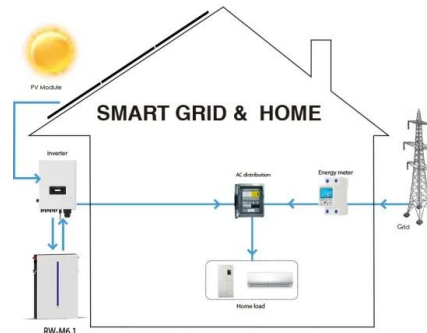 PV Module
SMART GRID & HOME
inverter
AC distribution
Energy meter
Grid
Home load
RW-M6.1